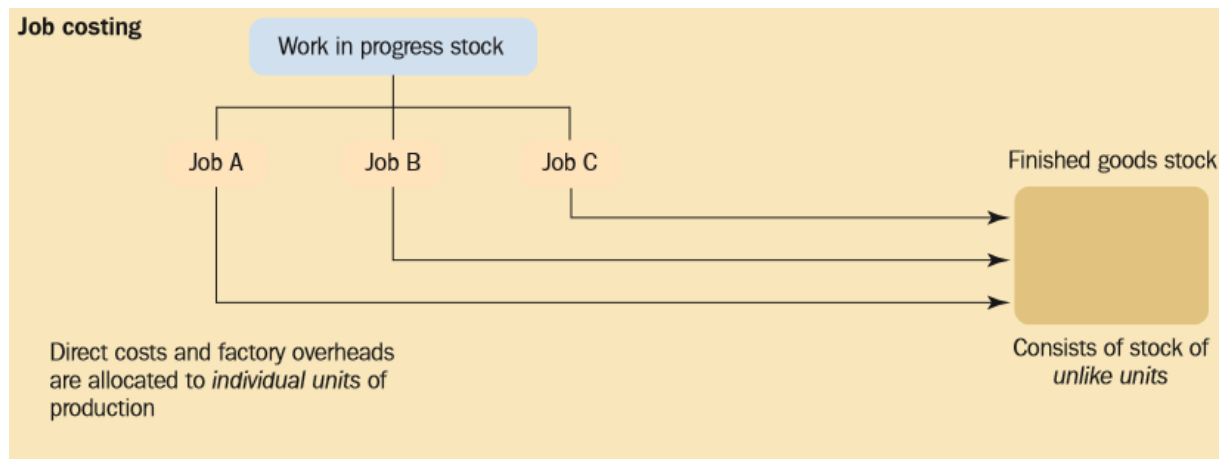 Job costing
Work in progress stock
Job A
Job B
Job C
Finished goods stock
Direct costs and factory overheads
are allocated to individual units of
production
Consists of stock of
unlike units